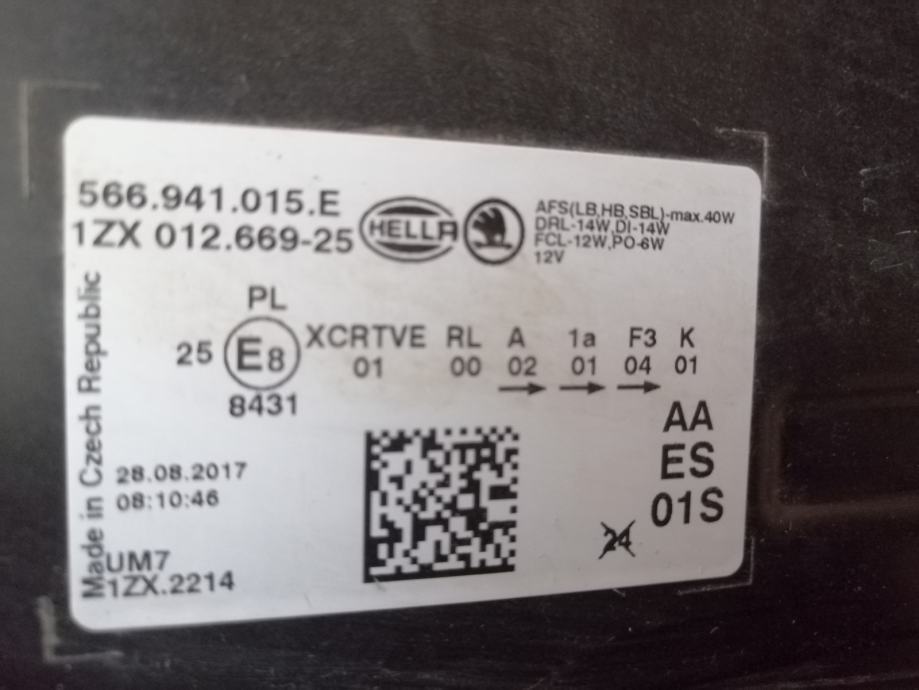 566.941.015.E
1ZX 012.669-25
HELLA
AFS(LB,HB,SBL)-max.40W
DRL-14W,DI-14W
FCL-12W,PO-6W
12V
PL
25 E8 XCRTVE RL A 1a F3 K
01 00 02 01 04 01
8431
AA
ES
01S
24
28.08.2017
08:10:46
UM7
1ZX.2214
Made in Czech Republic